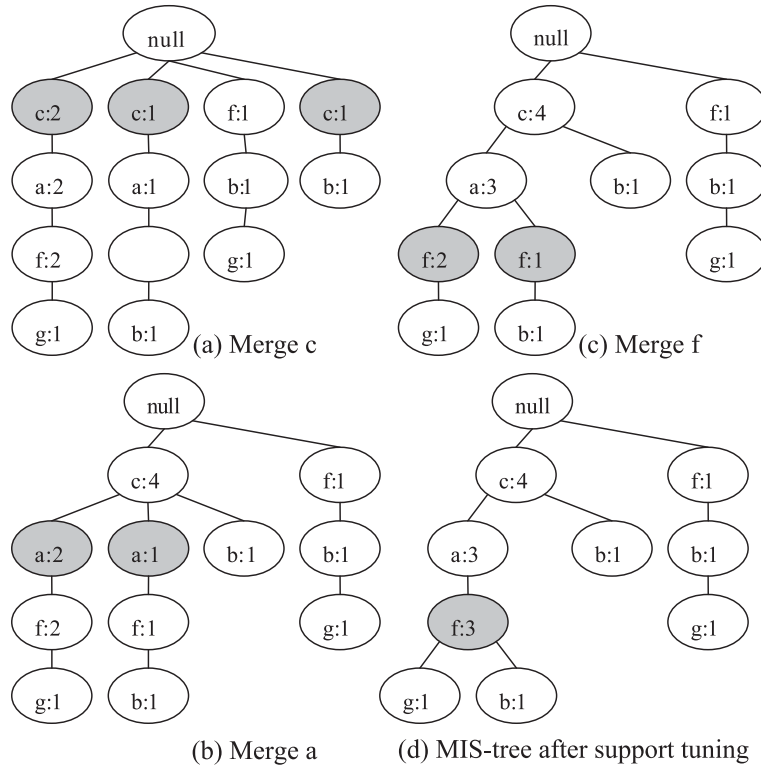 null
c:2 c:1 f:1 c:1
a:2 a:1 b:1 b:1
f:2 g:1
g:1 b:1
(a) Merge c
null
c:4 f:1
a:3 b:1 b:1
f:2 f:1 g:1
g:1 b:1
(c) Merge f
null
c:4 f:1
a:2 a:1 b:1 b:1
f:2 f:1 g:1
g:1 b:1
(b) Merge a
null
c:4 f:1
a:3 b:1 b:1
f:3 g:1
g:1 b:1
(d) MIS-tree after support tuning